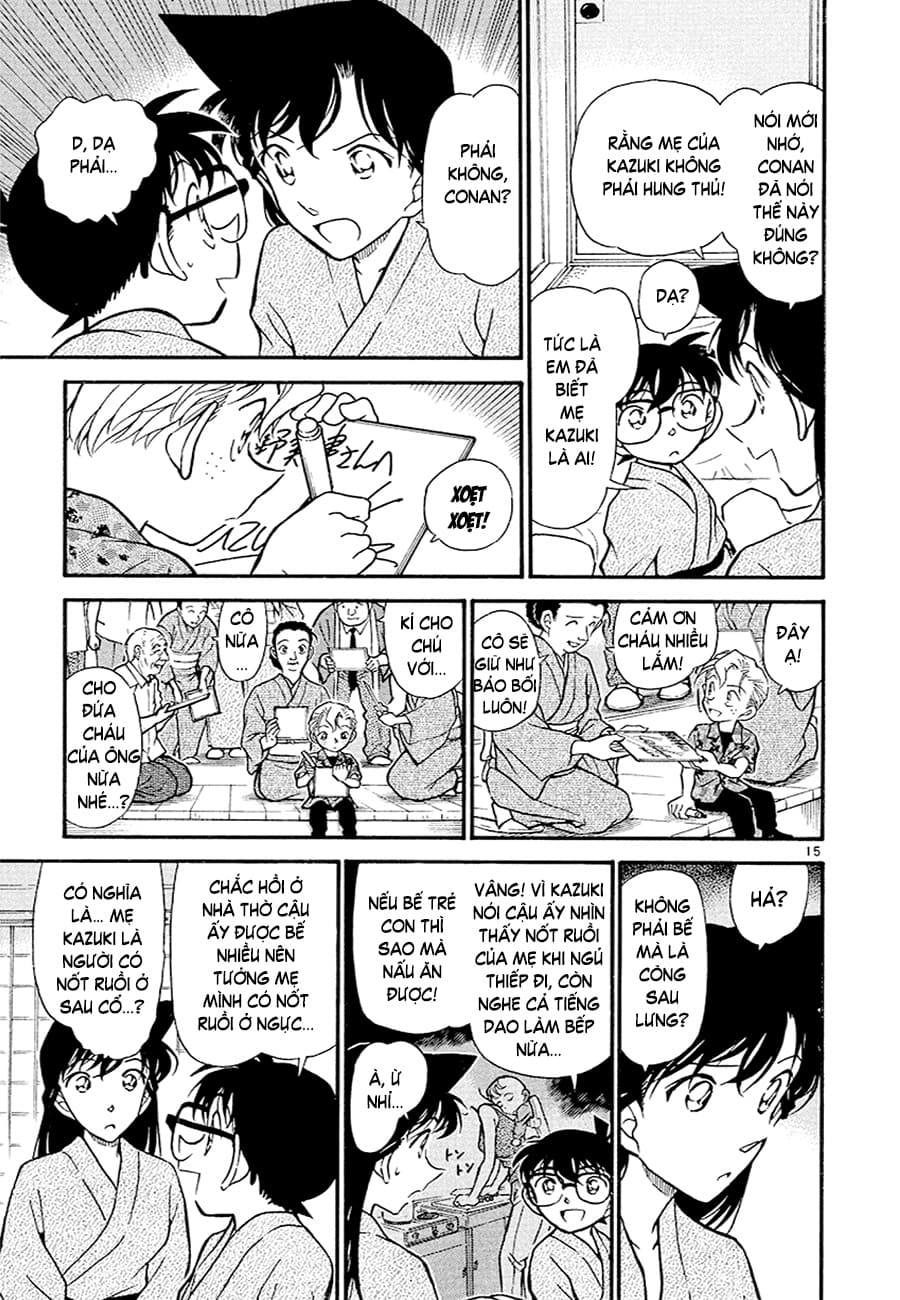 NÓI MỚI
NHỚ,
CONAN
ĐÃ NÓI
THẾ NÀY
ĐÚNG
KHÔNG?
RẰNG MẸ CỦA
KAZUKI KHÔNG
PHẢI HUNG THỦ!
DẠ?
TỨC LÀ
EM ĐÃ
BIẾT
MẸ
KAZUKI
LÀ AI!
PHẢI
KHÔNG,
CONAN?
D, DẠ
PHẢI...
XOẸT
XOẸT!
ĐÂY
Ạ!
CẢM ƠN
CHÁU NHIỀU
LẮM!
CÔ SẼ
GIỮ NHƯ
BÁO BỐI
LUÔN!
KÍ CHO
CHÚ
VỚI...
CÔ
NỮA
...
CHO
ĐỨA
CHÁU
CỦA ÔNG
NỮA
NHÉ...?
15
HẢ?
KHÔNG
PHẢI BẾ
MÀ LÀ
CÔNG
SAU
LƯNG?
VÂNG! VÌ KAZUKI
NÓI CẬU ẤY NHÌN
THẤY NỐT RUỒI
CỦA MẸ KHI NGỦ
THIẾP ĐI, CÒN
NGHE CẢ TIẾNG
DAO LÀM BẾP
NỮA...
NẾU BẾ TRẺ
CON THÌ
SAO MÀ
NẤU ĂN
ĐƯỢC!
À, Ừ
NHỈ...
トントン
CHẮC HỒI Ở
NHÀ THỜ CẬU
ẤY ĐƯỢC BẾ
NHIỀU NÊN
TƯỞNG MẸ
MÌNH CÓ NỐT
RUỒI Ở NGỰC...
CÓ NGHĨA
LÀ... MẸ
KAZUKI LÀ
NGƯỜI CÓ
NỐT RUỒI Ở
SAU CỔ...?